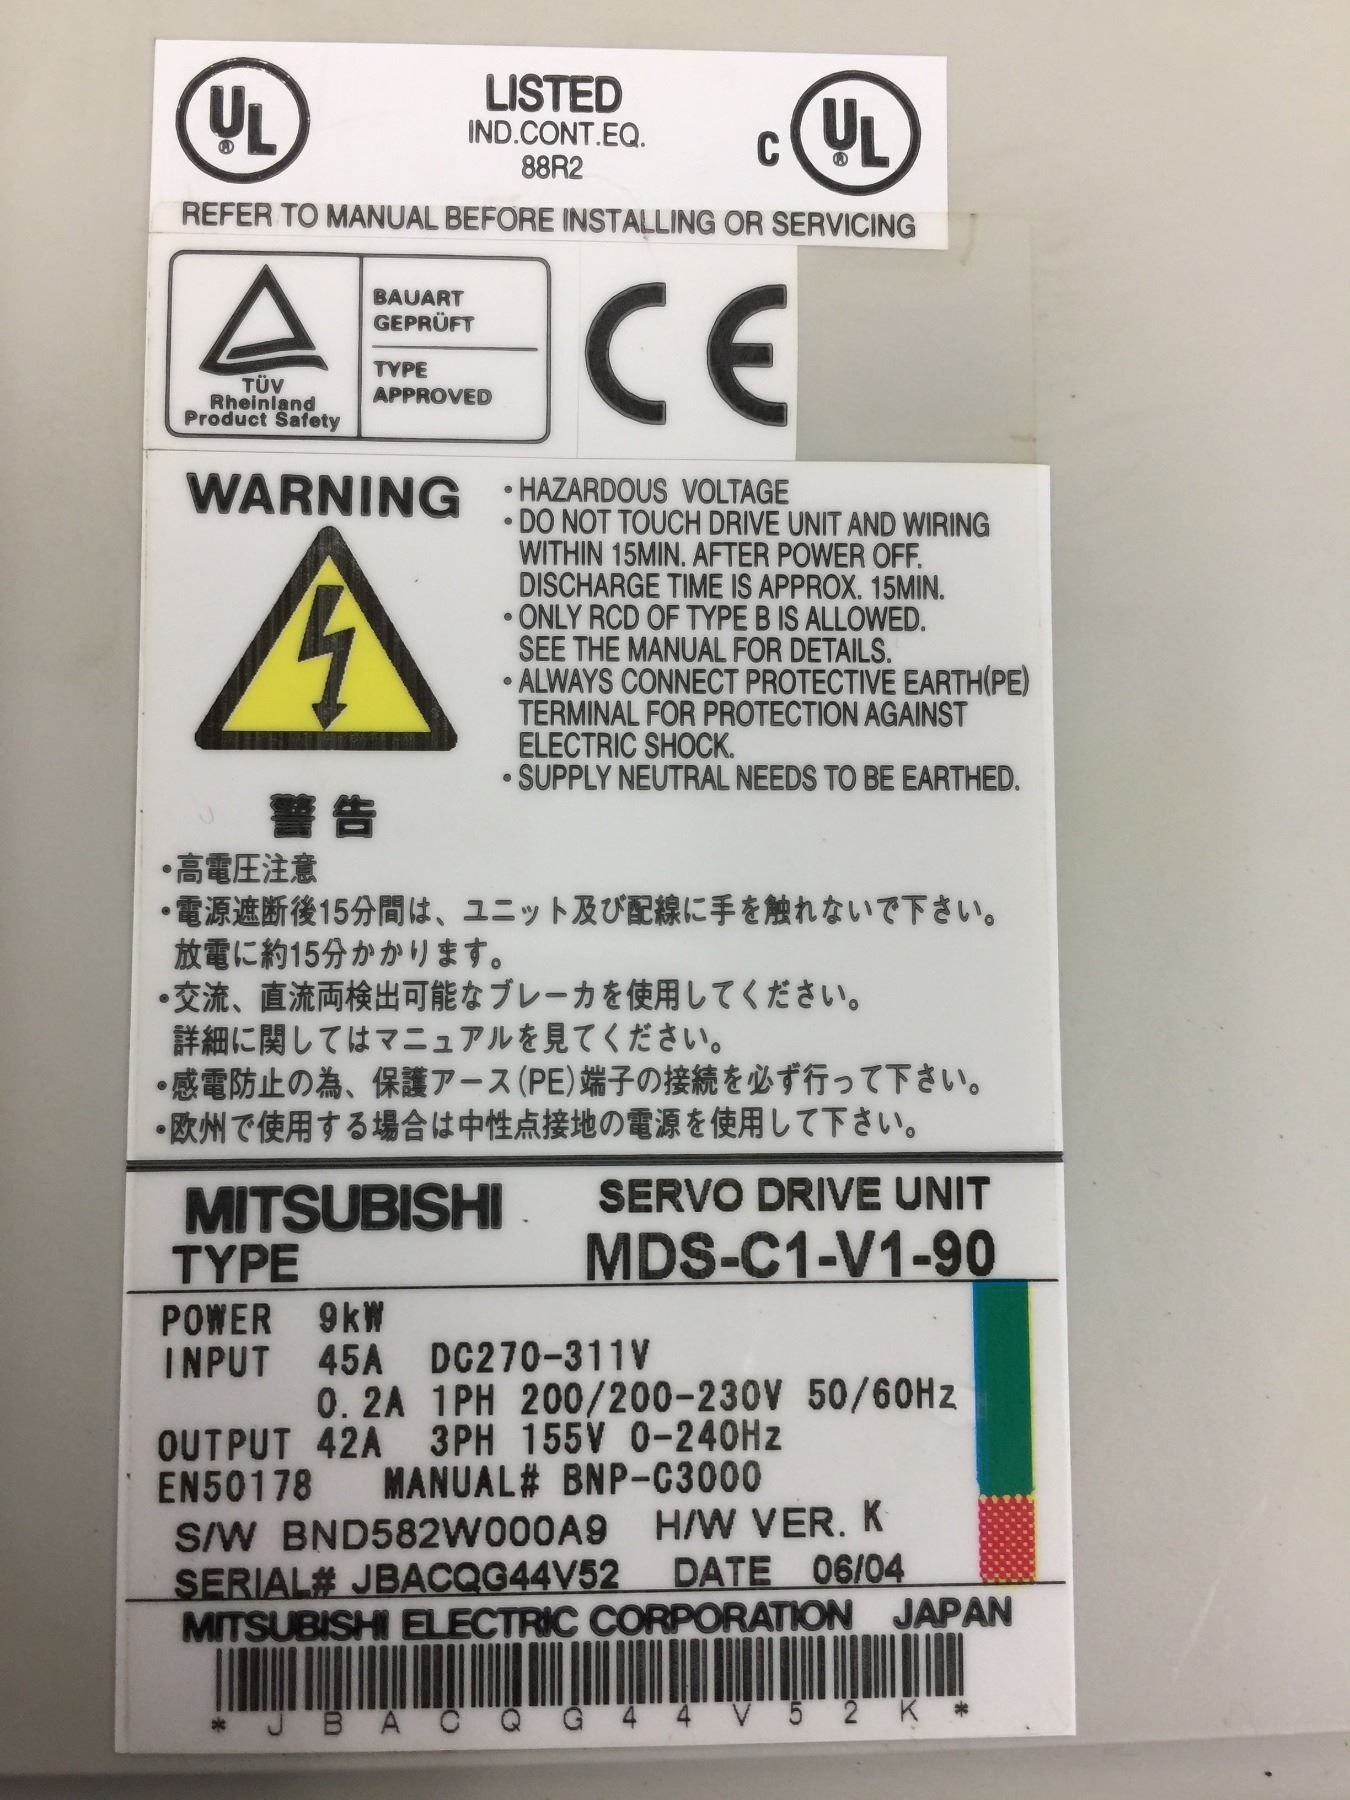 UL ® LISTED C UL ®
IND.CONT.EQ.
88R2
REFER TO MANUAL BEFORE INSTALLING OR SERVICING
TÜV
Rheinland
Product Safety
BAUART
GEPRÜFT
TYPE
APPROVED
CE
WARNING
・HAZARDOUS VOLTAGE
・DO NOT TOUCH DRIVE UNIT AND WIRING
WITHIN 15MIN. AFTER POWER OFF.
DISCHARGE TIME IS APPROX. 15MIN.
・ONLY RCD OF TYPE B IS ALLOWED.
SEE THE MANUAL FOR DETAILS.
・ALWAYS CONNECT PROTECTIVE EARTH(PE)
TERMINAL FOR PROTECTION AGAINST
ELECTRIC SHOCK.
・SUPPLY NEUTRAL NEEDS TO BE EARTHED.
警告
・高電圧注意
・電源遮断後15分間は、ユニット及び配線に手を触れないで下さい。
放電に約15分かかります。
・交流、直流両検出可能なブレーカを使用してください。
詳細に関してはマニュアルを見てください。
・感電防止の為、保護アース(PE)端子の接続を必ず行って下さい。
・欧州で使用する場合は中性点接地の電源を使用して下さい。
MITSUBISHI SERVO DRIVE UNIT
TYPE MDS-C1-V1-90
POWER 9kW
INPUT 45A DC270-311V
0.2A 1PH 200/200-230V 50/60Hz
OUTPUT 42A 3PH 155V 0-240Hz
EN50178 MANUAL# BNP-C3000
S/W BND582W000A9 H/W VER. K
SERIAL# JBACQG44V52 DATE 06/04
MITSUBISHI ELECTRIC CORPORATION JAPAN
* J B A C Q G 4 4 V 5 2 K *